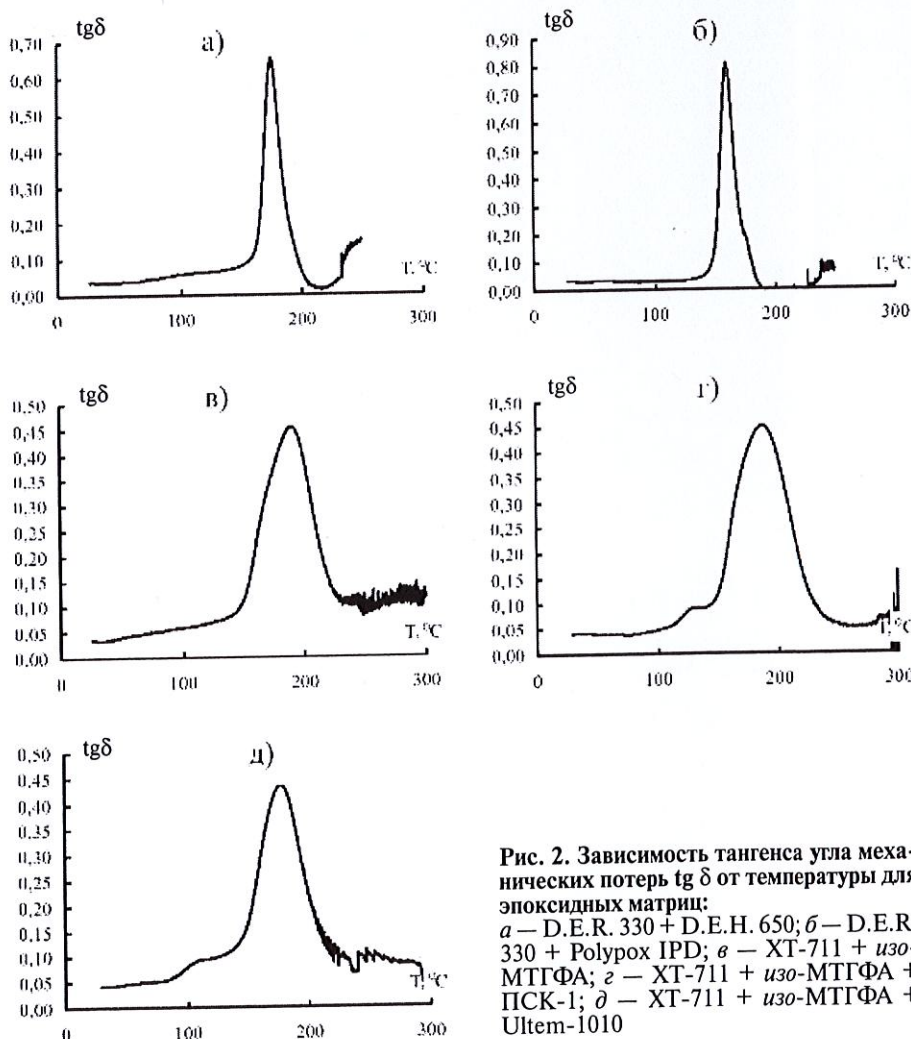 tgδ
а)
0,70
0,60
0,50
0,40
0,30
0,20
0,10
0,00
T, ⁰C
0 100 200 300
tgδ
б)
0,90
0,80
0,70
0,60
0,50
0,40
0,30
0,20
0,10
0,00
T, ⁰C
0 100 200 300
tgδ
в)
0,50
0,45
0,40
0,35
0,30
0,25
0,20
0,15
0,10
0,05
0,00
T, ⁰C
0 100 200 300
tgδ
г)
0,50
0,45
0,40
0,35
0,30
0,25
0,20
0,15
0,10
0,05
0,00
T, ⁰C
0 100 200 300
tgδ
д)
0,50
0,45
0,40
0,35
0,30
0,25
0,20
0,15
0,10
0,05
0,00
T, ⁰C
0 100 200 300
Рис. 2. Зависимость тангенса угла меха-
нических потерь tg δ от температуры для
эпоксидных матриц:
а — D.E.R. 330 + D.E.H. 650; б — D.E.R.
330 + Polypox IPD; в — ХТ-711 + изо-
МТГФА; г — ХТ-711 + изо-МТГФА +
ПСК-1; д — ХТ-711 + изо-МТГФА +
Ultem-1010